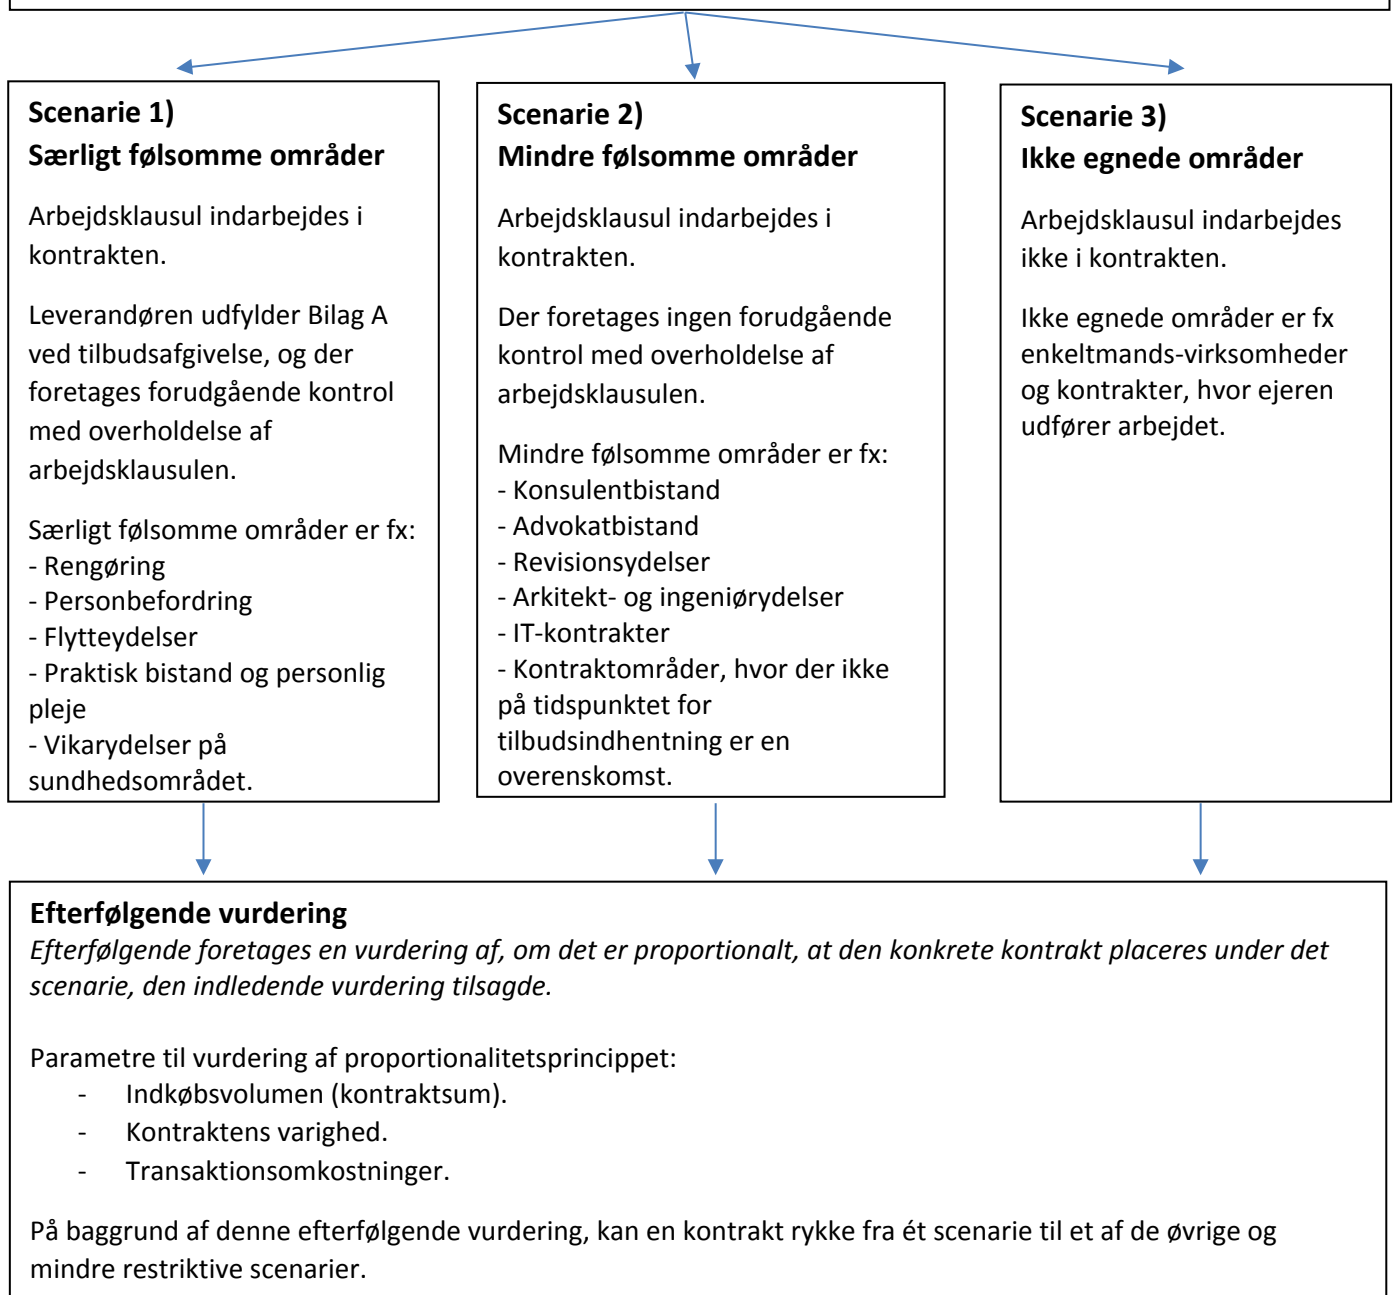 Scenarie 1)
Særligt følsomme områder
Arbejdsklausul indarbejdes i
kontrakten.
Leverandøren udfylder Bilag A
ved tilbudsafgivelse, og der
foretages forudgående kontrol
med overholdelse af
arbejdsklausulen.
Særligt følsomme områder er fx:
- Rengøring
- Personbefordring
- Flytteydelser
- Praktisk bistand og personlig
pleje
- Vikarydelser på
sundhedsområdet.
Scenarie 2)
Mindre følsomme områder
Arbejdsklausul indarbejdes i
kontrakten.
Der foretages ingen forudgående
kontrol med overholdelse af
arbejdsklausulen.
Mindre følsomme områder er fx:
- Konsulentbistand
- Advokatbistand
- Revisionsydelser
- Arkitekt- og ingeniørydelser
- IT-kontrakter
- Kontraktområder, hvor der ikke
på tidspunktet for
tilbudsindhentning er en
overenskomst.
Scenarie 3)
Ikke egnede områder
Arbejdsklausul indarbejdes
ikke i kontrakten.
Ikke egnede områder er fx
enkeltmands-virksomheder
og kontrakter, hvor ejeren
udfører arbejdet.
Efterfølgende vurdering
Efterfølgende foretages en vurdering af, om det er proportionalt, at den konkrete kontrakt placeres under det
scenarie, den indledende vurdering tilsagde.
Parametre til vurdering af proportionalitetsprincippet:
- Indkøbsvolumen (kontraktsum).
- Kontraktens varighed.
- Transaktionsomkostninger.
På baggrund af denne efterfølgende vurdering, kan en kontrakt rykke fra ét scenarie til et af de øvrige og
mindre restriktive scenarier.